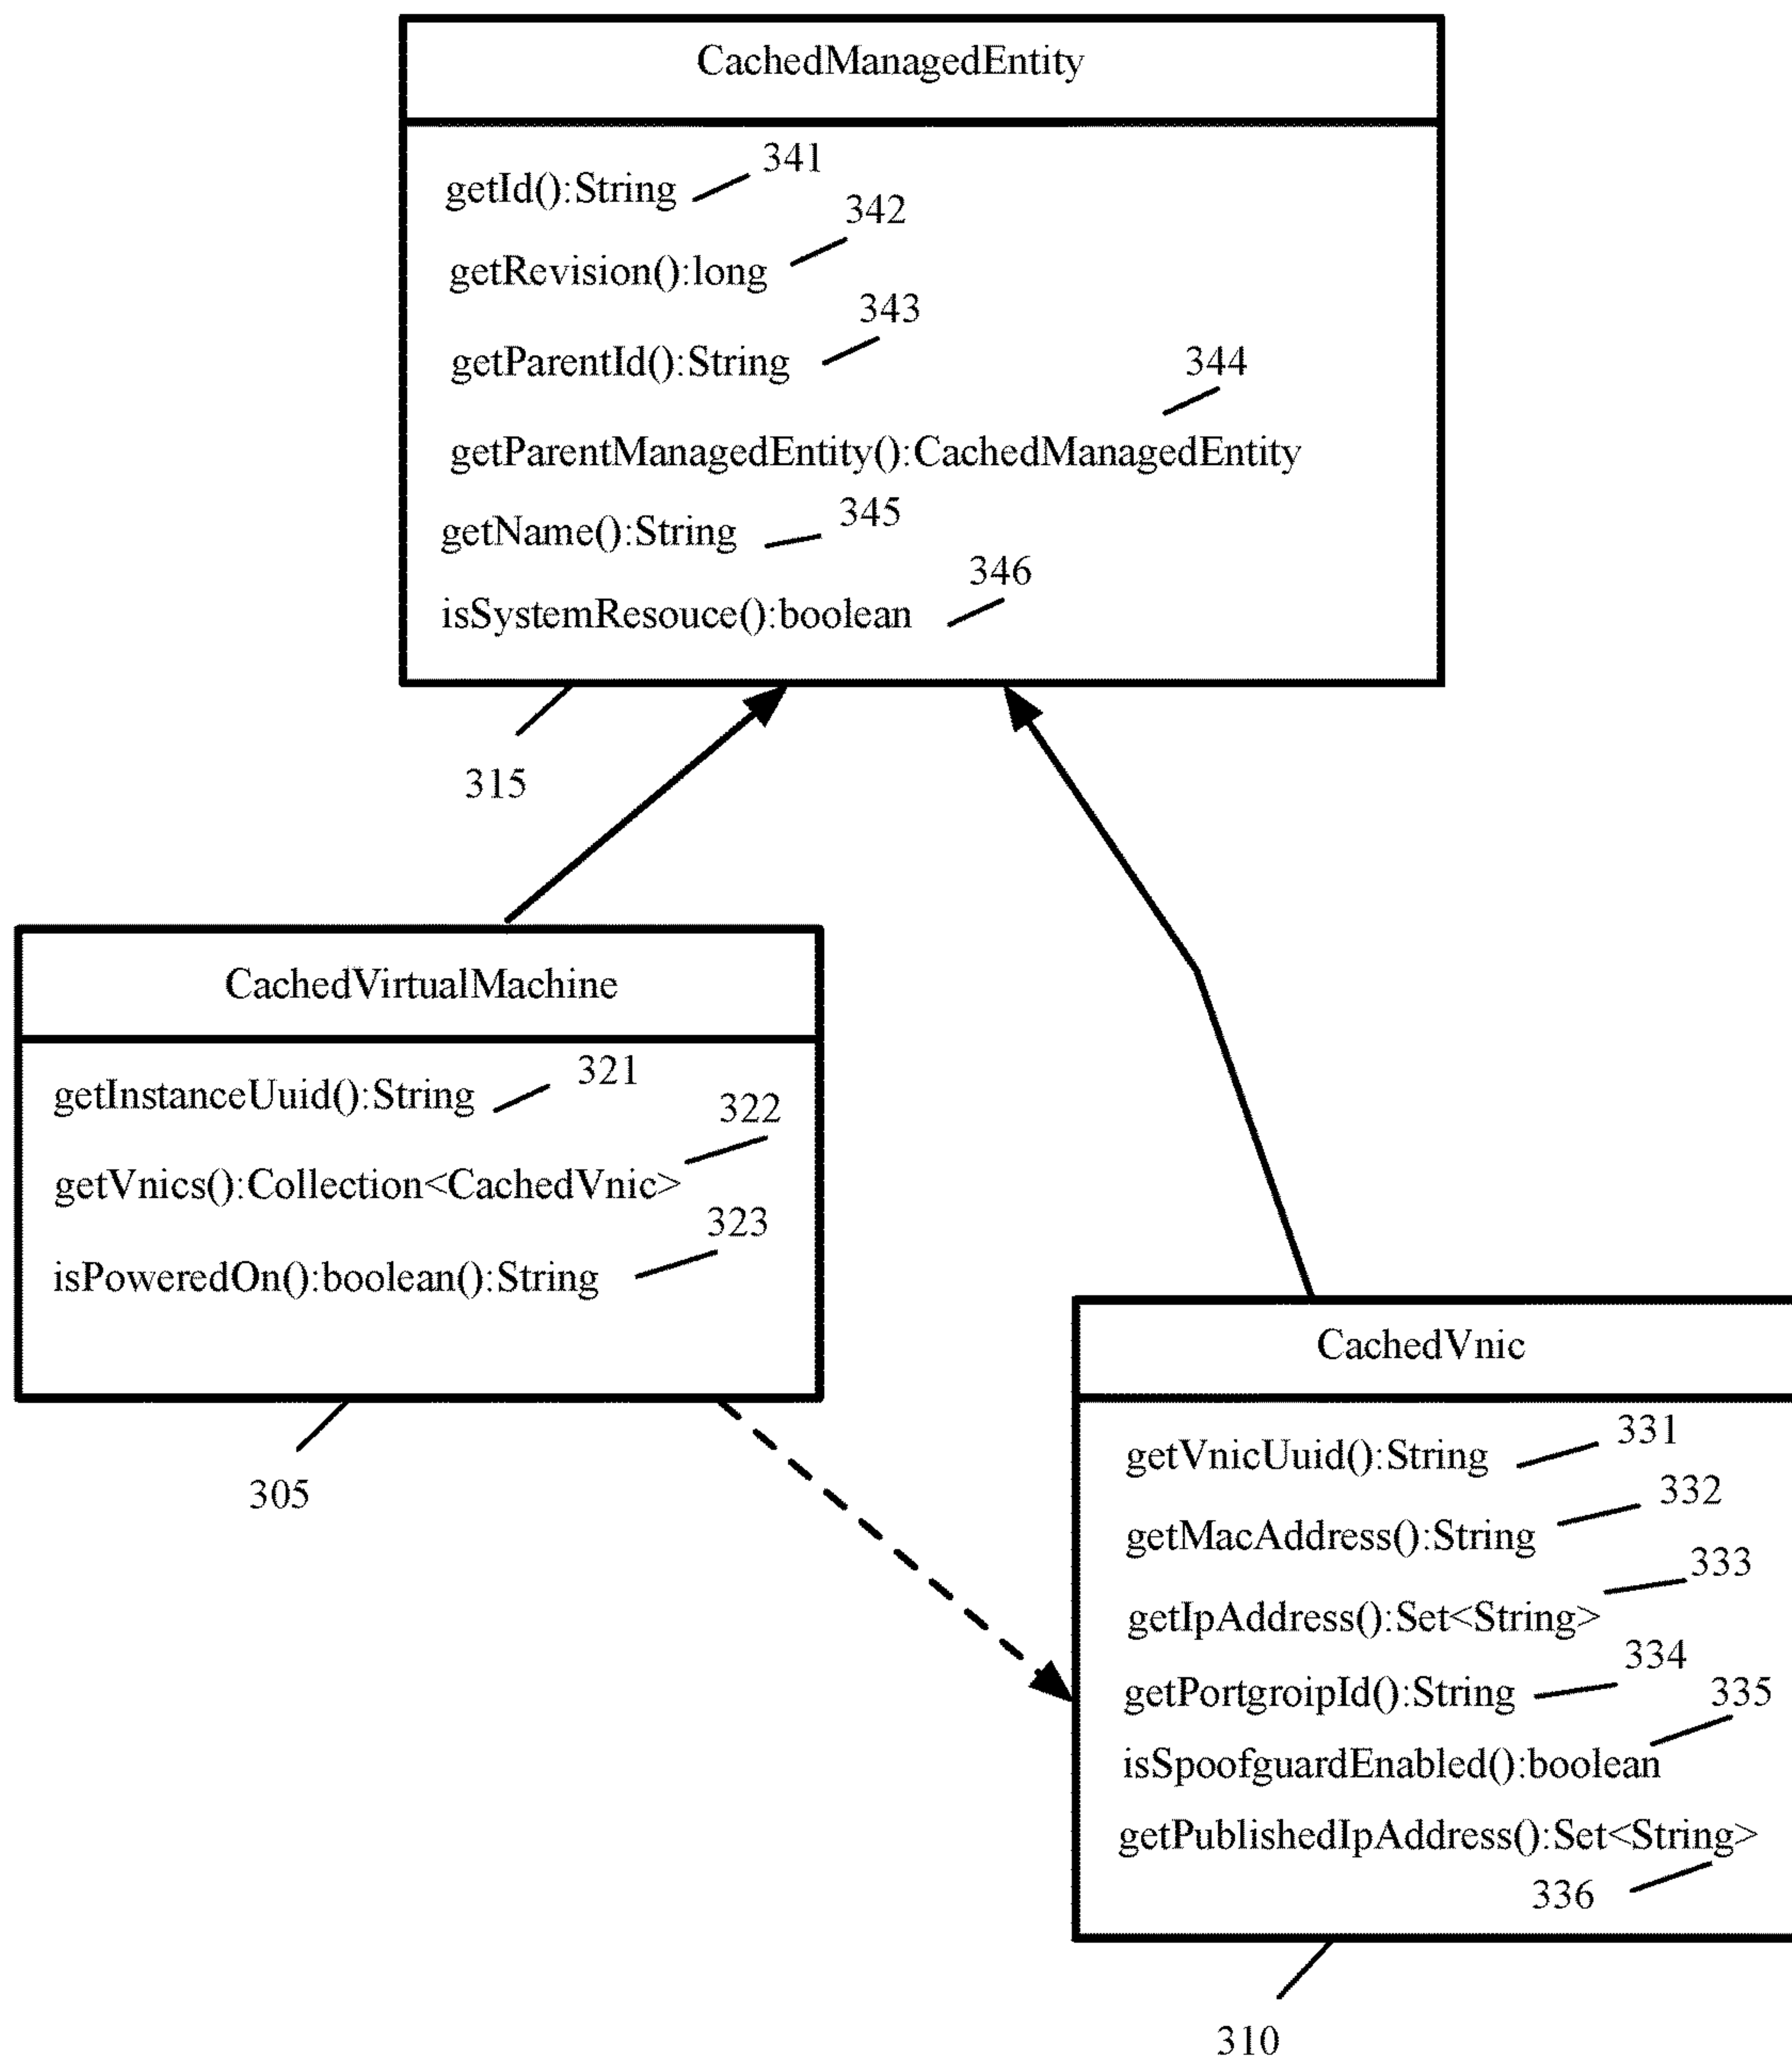 CachedManagedEntity
341
getId():String
342
getRevision():long
343
getParentId():String
344
getParentManagedEntity():CachedManagedEntity
345
getName():String
346
isSystemResouce():boolean
315
CachedVirtualMachine
321
getInstanceUuid():String
322
getVnics():Collection<CachedVnic>
323
isPoweredOn():boolean():String
305
CachedVnic
331
getVnicUuid():String
332
getMacAddress():String
333
getIpAddress():Set<String>
334
getPortgroipId():String
335
isSpoofguardEnabled():boolean
getPublishedIpAddress():Set<String>
336
310